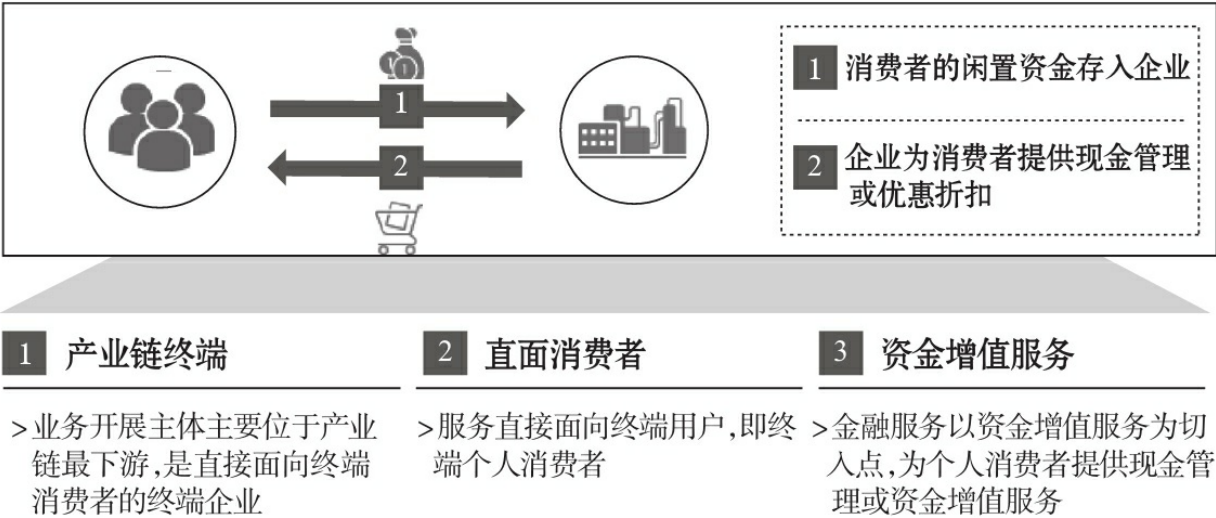 1
2
1 消费者的闲置资金存入企业
2 企业为消费者提供现金管理
或优惠折扣
1 产业链终端
>业务开展主体主要位于产业
链最下游,是直接面向终端
消费者的终端企业
2 直面消费者
>服务直接面向终端用户,即终
端个人消费者
3 资金增值服务
>金融服务以资金增值服务为切
入点,为个人消费者提供现金管
理或资金增值服务